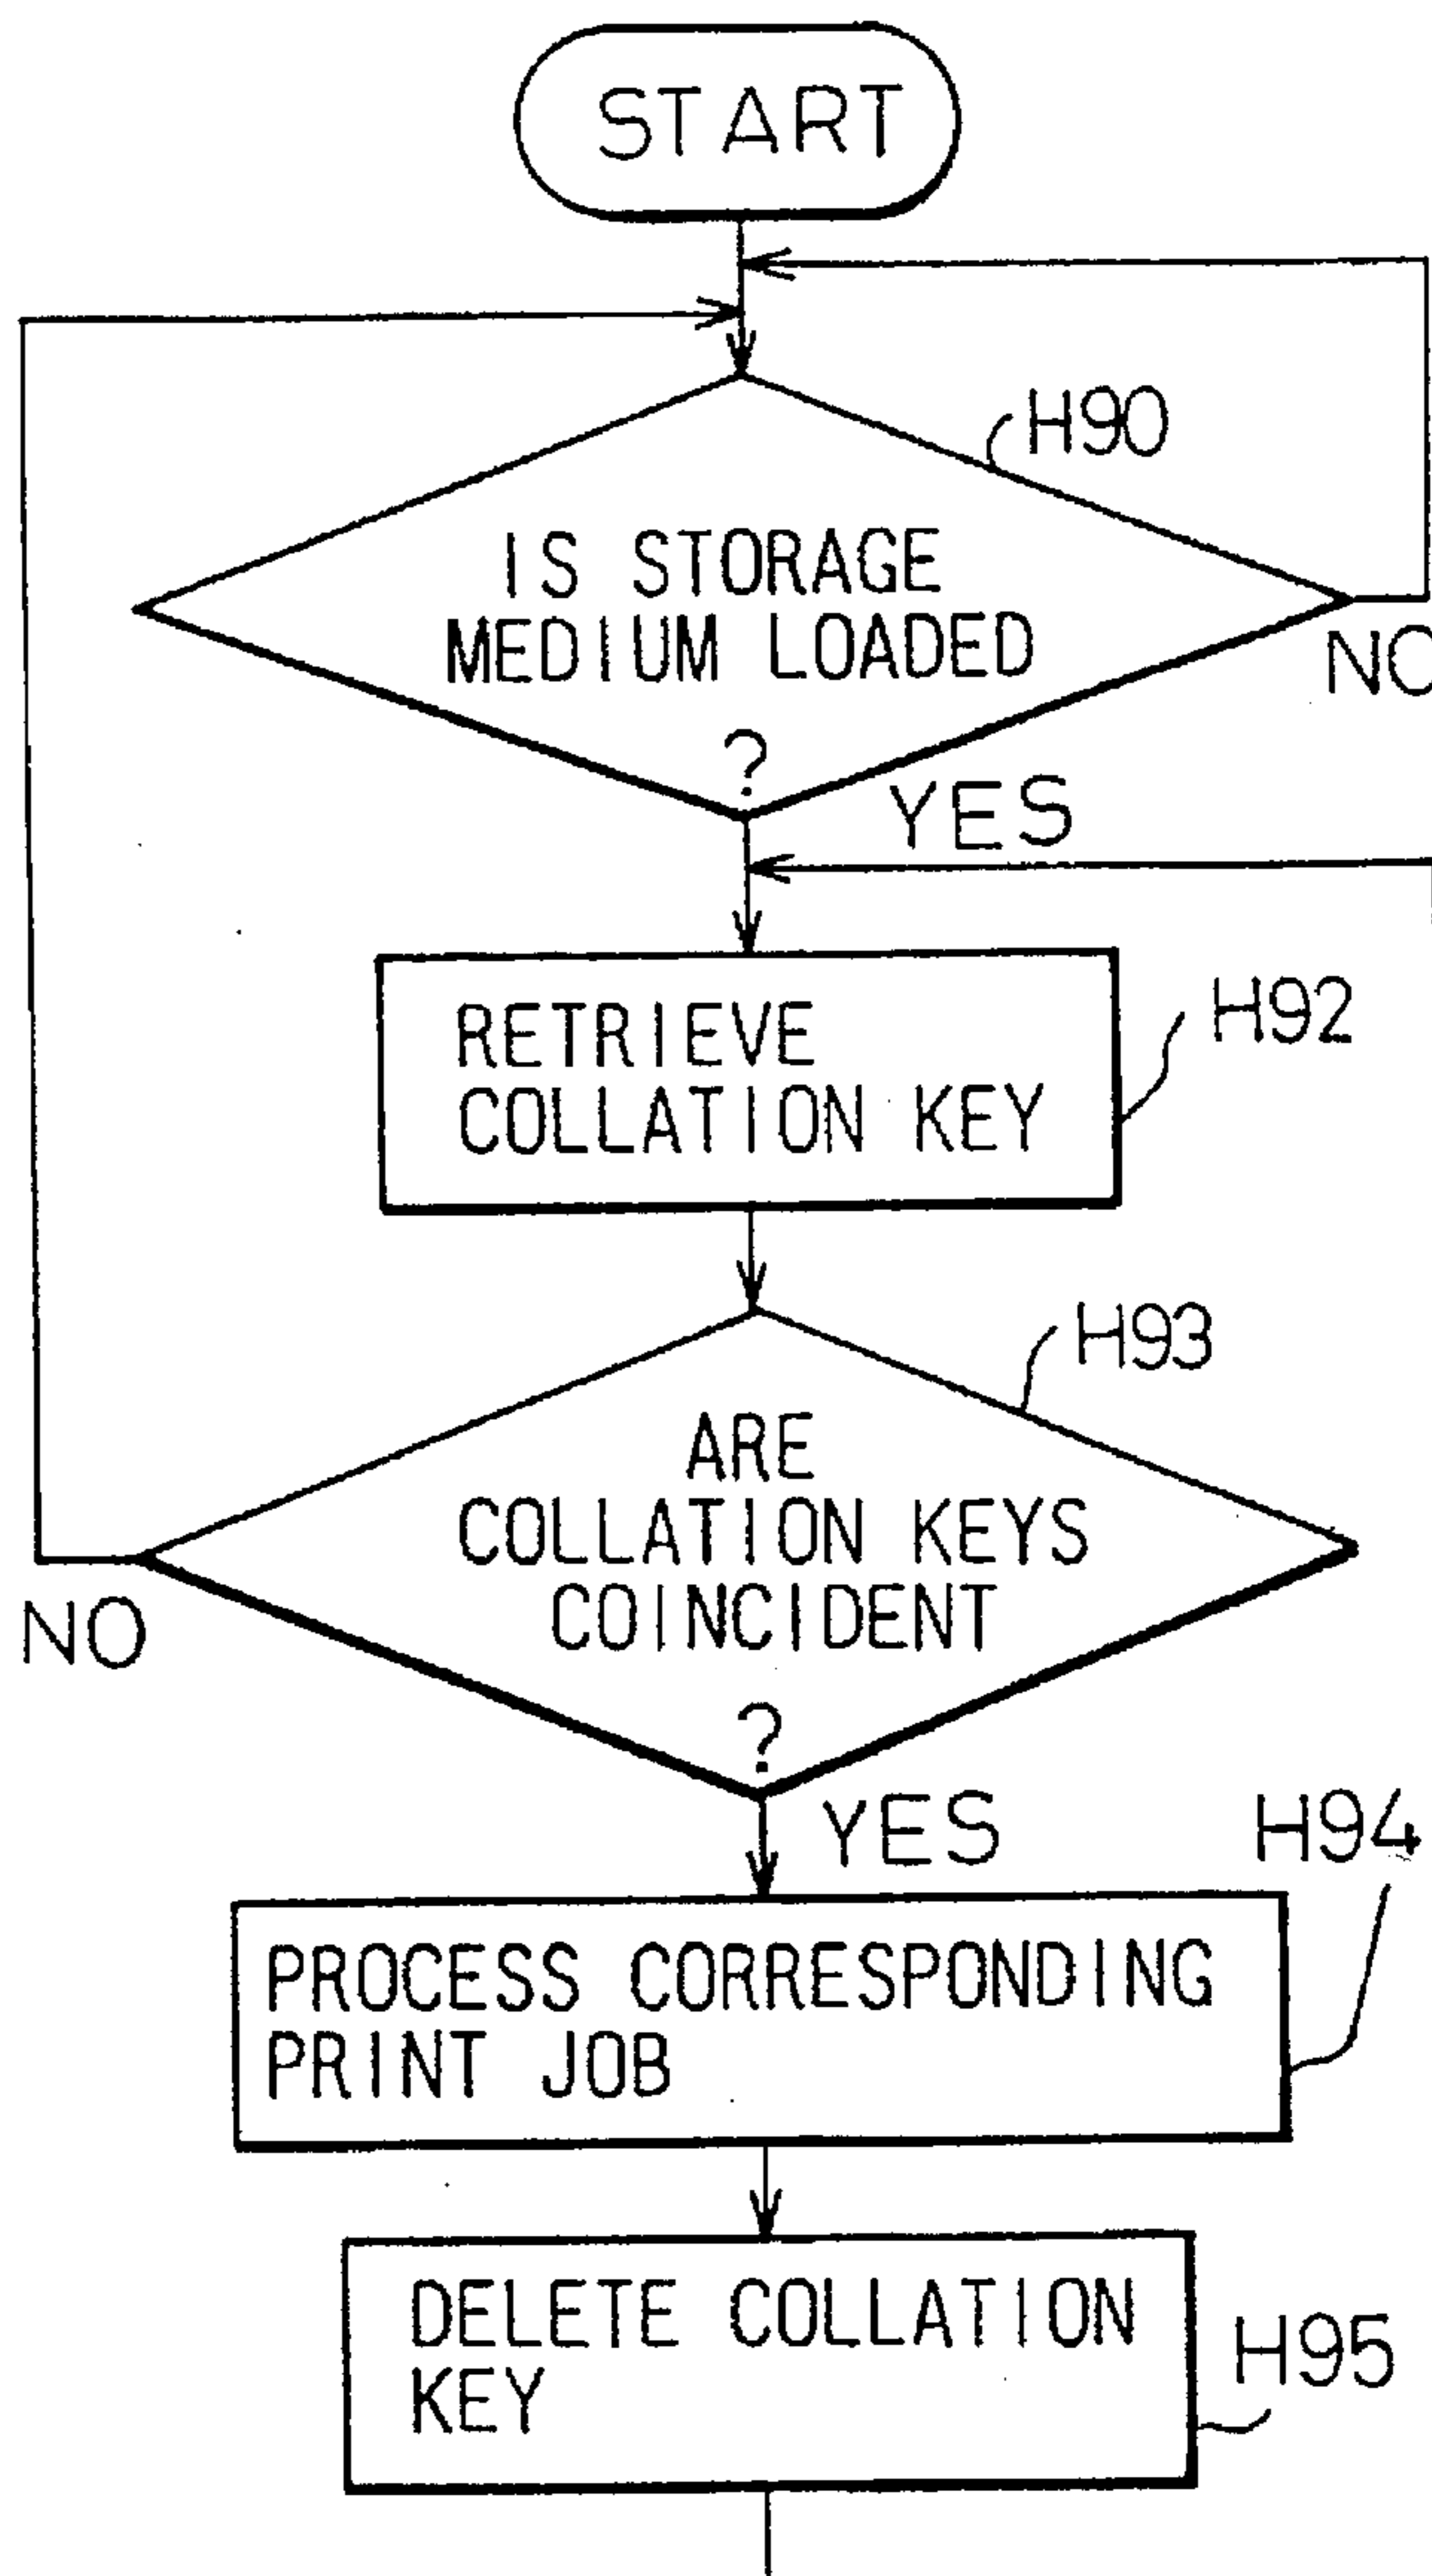 START
H90
IS STORAGE
MEDIUM LOADED
?
NO
YES
RETRIEVE
COLLATION KEY
H92
H93
ARE
COLLATION KEYS
COINCIDENT
?
NO
YES
H94
PROCESS CORRESPONDING
PRINT JOB
DELETE COLLATION
KEY
H95